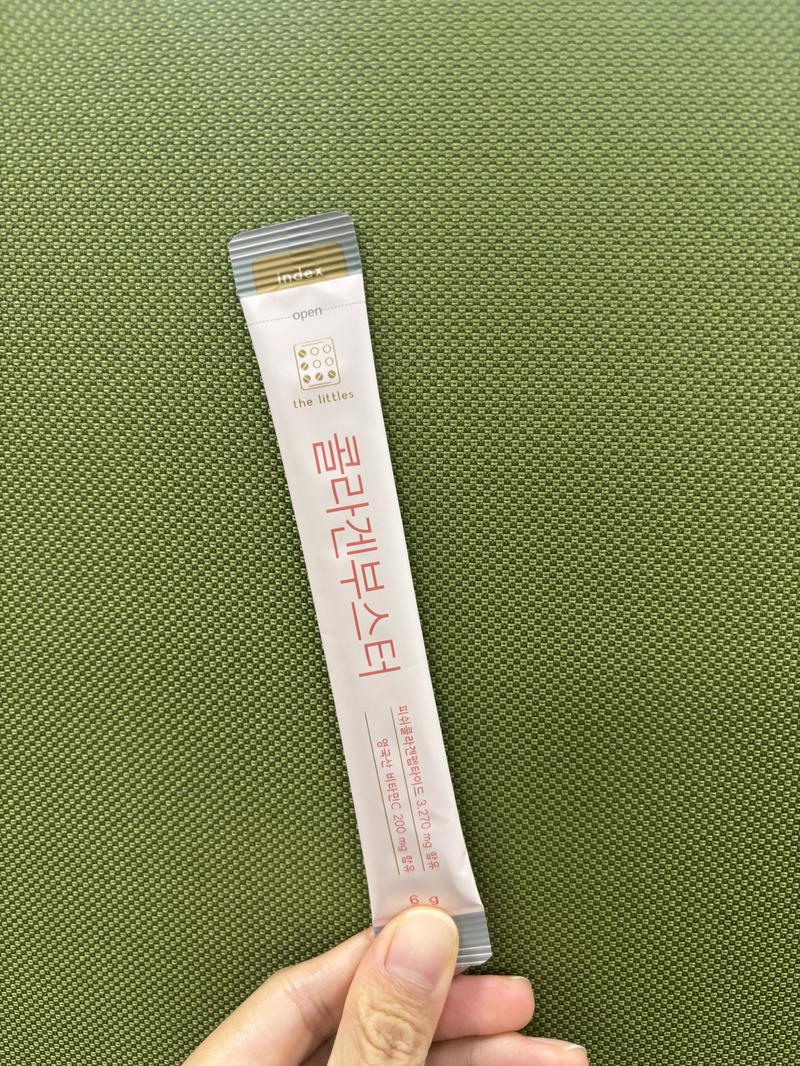 index
open
the littles
콜라겐부스터
피쉬콜라겐펩타이드 3,270 mg 함유
영국산 비타민C 200 mg 함유
6 g